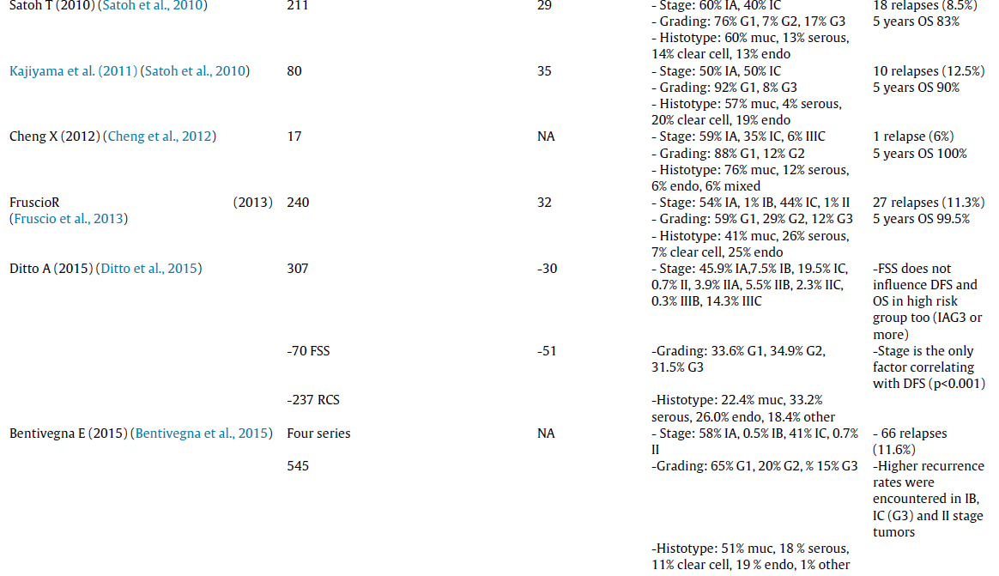 Satoh T (2010) (Satoh et al., 2010) 211 29 - Stage: 60% IA, 40% IC 18 relapses (8.5%)
- Grading: 76% G1, 7% G2, 17% G3 5 years OS 83%
- Histotype: 60% muc, 13% serous,
14% clear cell, 13% endo
Kajiyama et al. (2011) (Satoh et al., 2010) 80 35 - Stage: 50% IA, 50% IC 10 relapses (12.5%)
- Grading: 92% G1, 8% G3 5 years OS 90%
- Histotype: 57% muc, 4% serous,
20% clear cell, 19% endo
Cheng X (2012) (Cheng et al., 2012) 17 NA - Stage: 59% IA, 35% IC, 6% IIIC 1 relapse (6%)
- Grading: 88% G1, 12% G2 5 years OS 100%
- Histotype: 76% muc, 12% serous,
6% endo, 6% mixed
FruscioR (2013) 240 32 - Stage: 54% IA, 1% IB, 44% IC, 1% II 27 relapses (11.3%)
(Fruscio et al., 2013) - Grading: 59% G1, 29% G2, 12% G3 5 years OS 99.5%
- Histotype: 41% muc, 26% serous,
7% clear cell, 25% endo
Ditto A (2015) (Ditto et al., 2015) 307 -30 - Stage: 45.9% IA,7.5% IB, 19.5% IC, -FSS does not
0.7% II, 3.9% IIA, 5.5% IIB, 2.3% IIC, influence DFS and
0.3% IIIB, 14.3% IIIC OS in high risk
group too (IAG3 or
more)
-70 FSS -51 -Grading: 33.6% G1, 34.9% G2, -Stage is the only
31.5% G3 factor correlating
with DFS (p<0.001)
-237 RCS -Histotype: 22.4% muc, 33.2%
serous, 26.0% endo, 18.4% other
Bentivegna E (2015) (Bentivegna et al., 2015) Four series NA - Stage: 58% IA, 0.5% IB, 41% IC, 0.7% - 66 relapses
II (11.6%)
545 -Grading: 65% G1, 20% G2, % 15% G3 -Higher recurrence
rates were
encountered in IB,
IC (G3) and II stage
tumors
-Histotype: 51% muc, 18 % serous,
11% clear cell, 19 % endo, 1% other